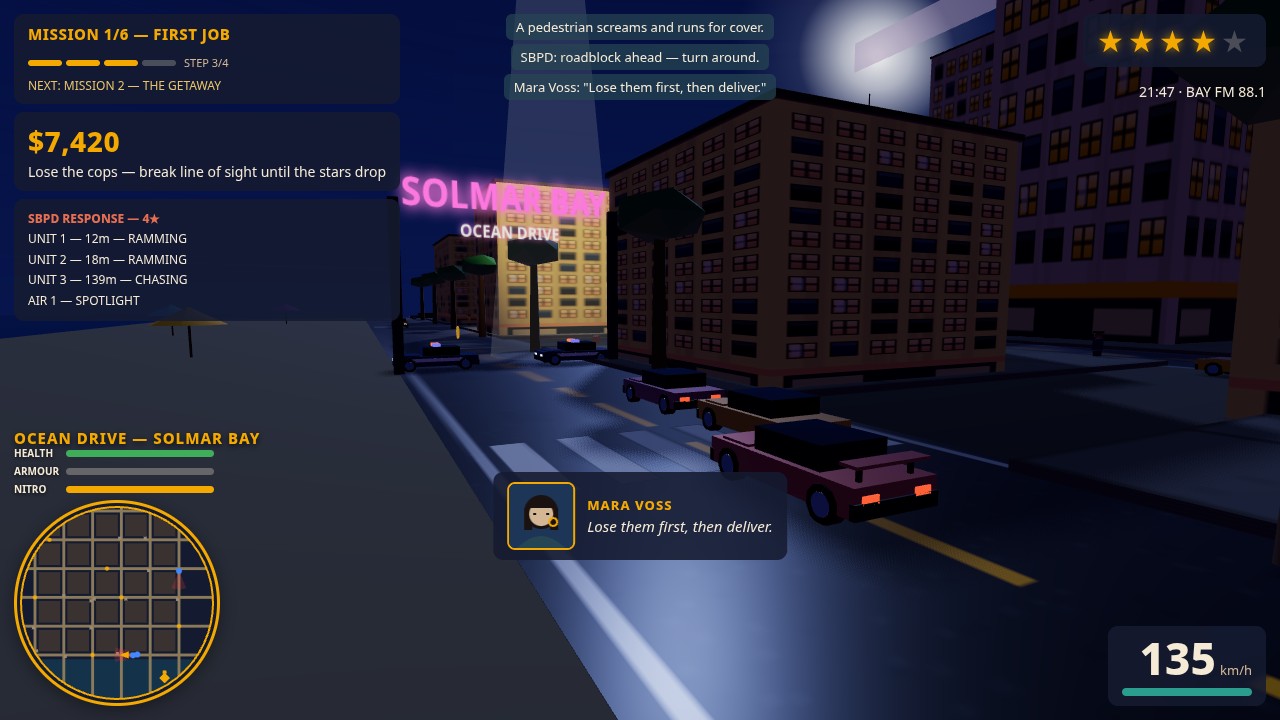 MISSION 1/6 — FIRST JOB
STEP 3/4
NEXT: MISSION 2 — THE GETAWAY
$7,420
Lose the cops — break line of sight until the stars drop
SBPD RESPONSE — 4★
UNIT 1 — 12m — RAMMING
UNIT 2 — 18m — RAMMING
UNIT 3 — 139m — CHASING
AIR 1 — SPOTLIGHT
A pedestrian screams and runs for cover.
SBPD: roadblock ahead — turn around.
Mara Voss: "Lose them first, then deliver."
21:47 · BAY FM 88.1
SOLMAR BAY
OCEAN DRIVE
OCEAN DRIVE — SOLMAR BAY
HEALTH
ARMOUR
NITRO
MARA VOSS
Lose them first, then deliver.
135 km/h